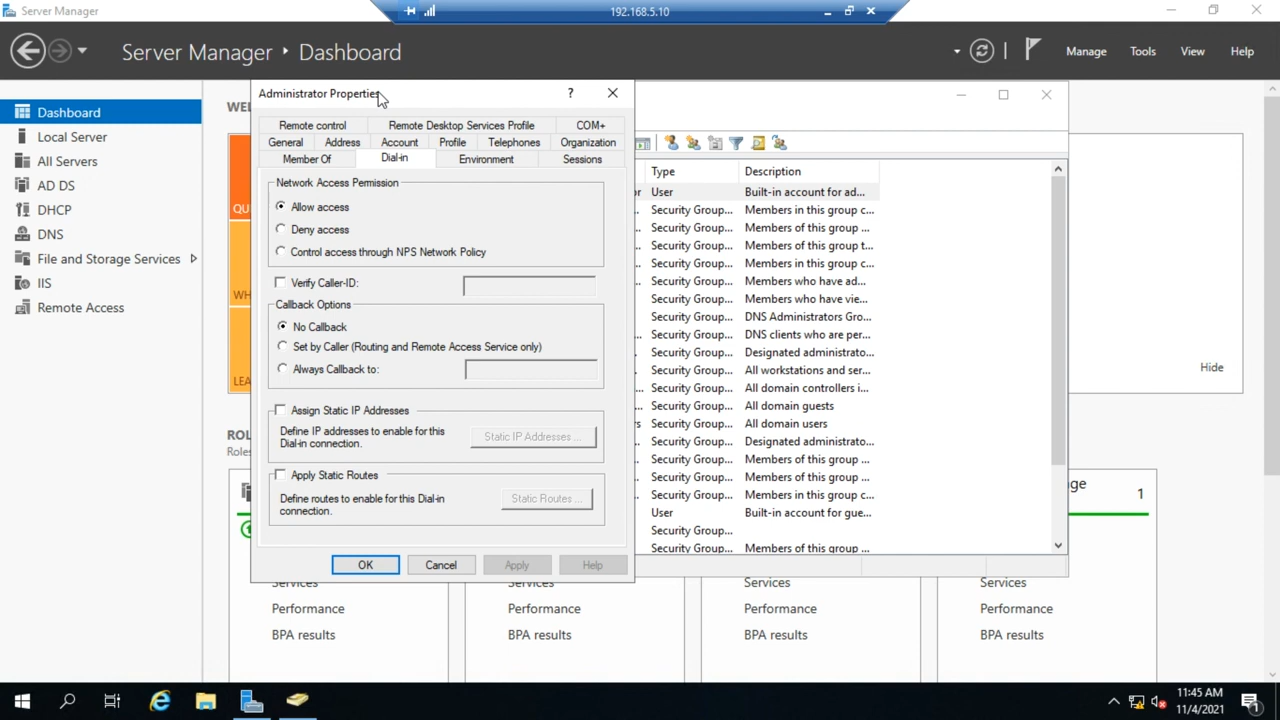 Server Manager
192.168.5.10
Server Manager
Dashboard
Manage
Tools
View
Help
Administrator Properties
?
Remote control
Remote Desktop Services Profile
COM+
General
Address
Account
Profile
Telephones
Organization
Member Of
Dial-in
Environment
Sessions
Network Access Permission
Allow access
Deny access
Control access through NPS Network Policy
Verify Caller-ID:
Callback Options
No Callback
Set by Caller (Routing and Remote Access Service only)
Always Callback to:
Assign Static IP Addresses
Define IP addresses to enable for this
Dial-in connection.
Static IP Addresses ...
Apply Static Routes
Define routes to enable for this Dial-in
connection.
Static Routes ...
OK
Cancel
Apply
Help
Dashboard
Local Server
All Servers
AD DS
DHCP
DNS
File and Storage Services
IIS
Remote Access
WEL
QU
WH
LEA
ROL
Roles
Type
Description
User
Built-in account for ad...
Security Group...
Members in this group c...
Security Group...
Members of this group ...
Security Group...
Members of this group t...
Security Group...
Members in this group c...
Security Group...
Members who have ad...
Security Group...
Members who have vie...
Security Group...
DNS Administrators Gro...
Security Group...
DNS clients who are per...
Security Group...
Designated administrato...
Security Group...
All workstations and ser...
Security Group...
All domain controllers i...
Security Group...
All domain guests
Security Group...
All domain users
Security Group...
Designated administrato...
Security Group...
Members of this group ...
Security Group...
Members of this group ...
Security Group...
Members in this group c...
User
Built-in account for gue...
Security Group...
Security Group...
Members of this group ...
Hide
ge
1
Services
Performance
BPA results
Services
Performance
BPA results
Services
Performance
BPA results
Services
Performance
BPA results
11:45 AM
11/4/2021
1